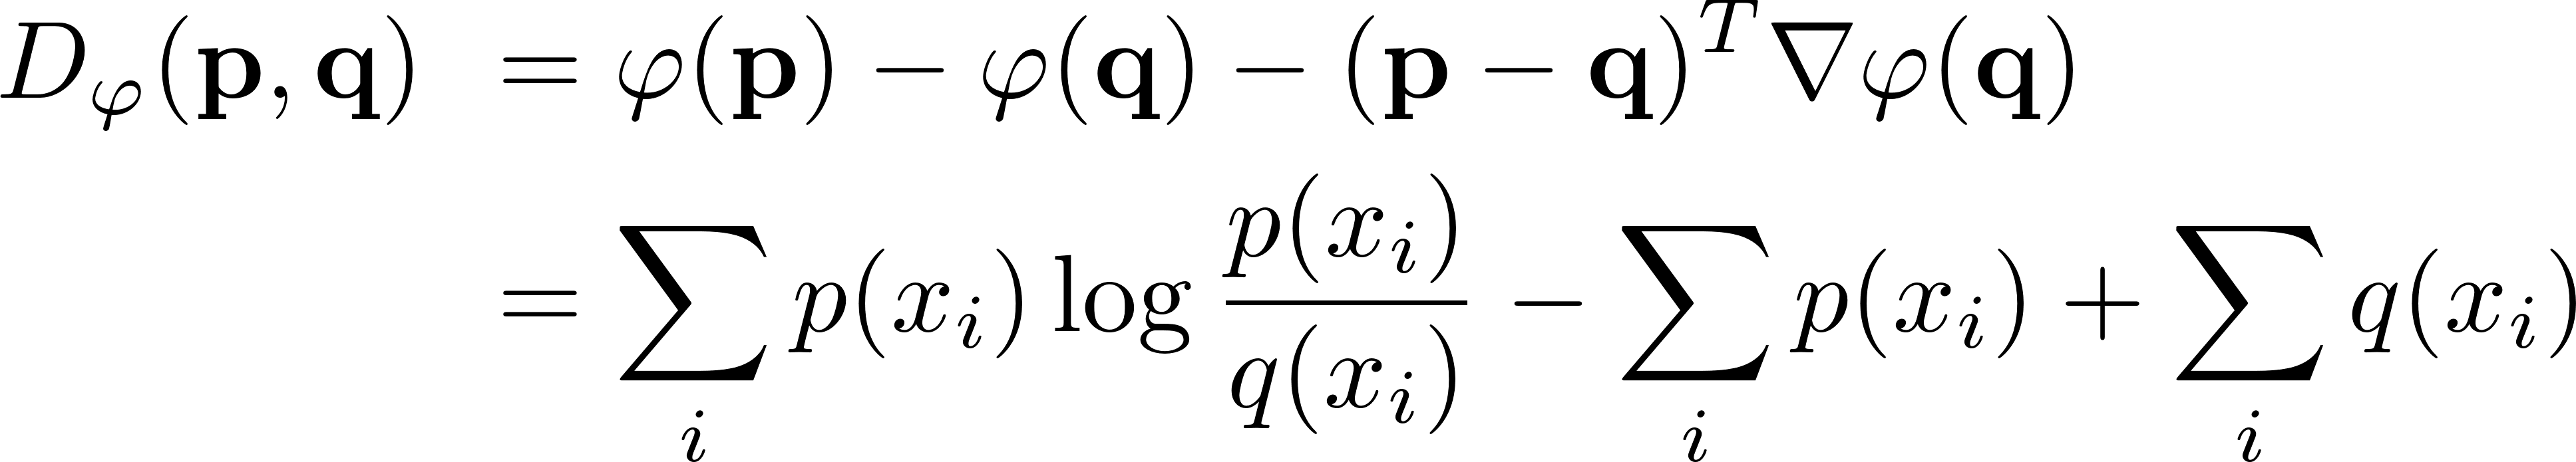 D_φ(𝐩, 𝐪) = φ(𝐩) − φ(𝐪) − (𝐩 − 𝐪)^T ∇φ(𝐪)
= ∑_i p(x_i) log p(x_i)/q(x_i) − ∑_i p(x_i) + ∑_i q(x_i)